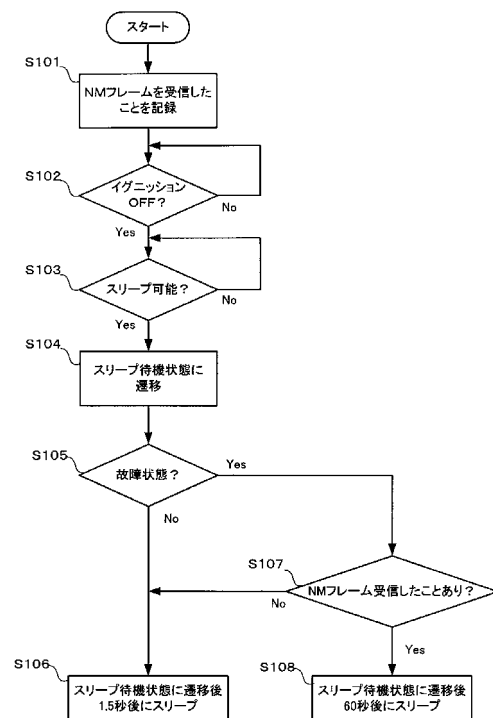 スタート
S101
NMフレームを受信した
ことを記録
S102
イグニッション
OFF?
No
Yes
S103
スリープ可能?
No
Yes
S104
スリープ待機状態に
遷移
S105
故障状態?
Yes
No
S107
NMフレーム受信したことあり?
No
Yes
S106
スリープ待機状態に遷移後
1.5秒後にスリープ
S108
スリープ待機状態に遷移後
60秒後にスリープ